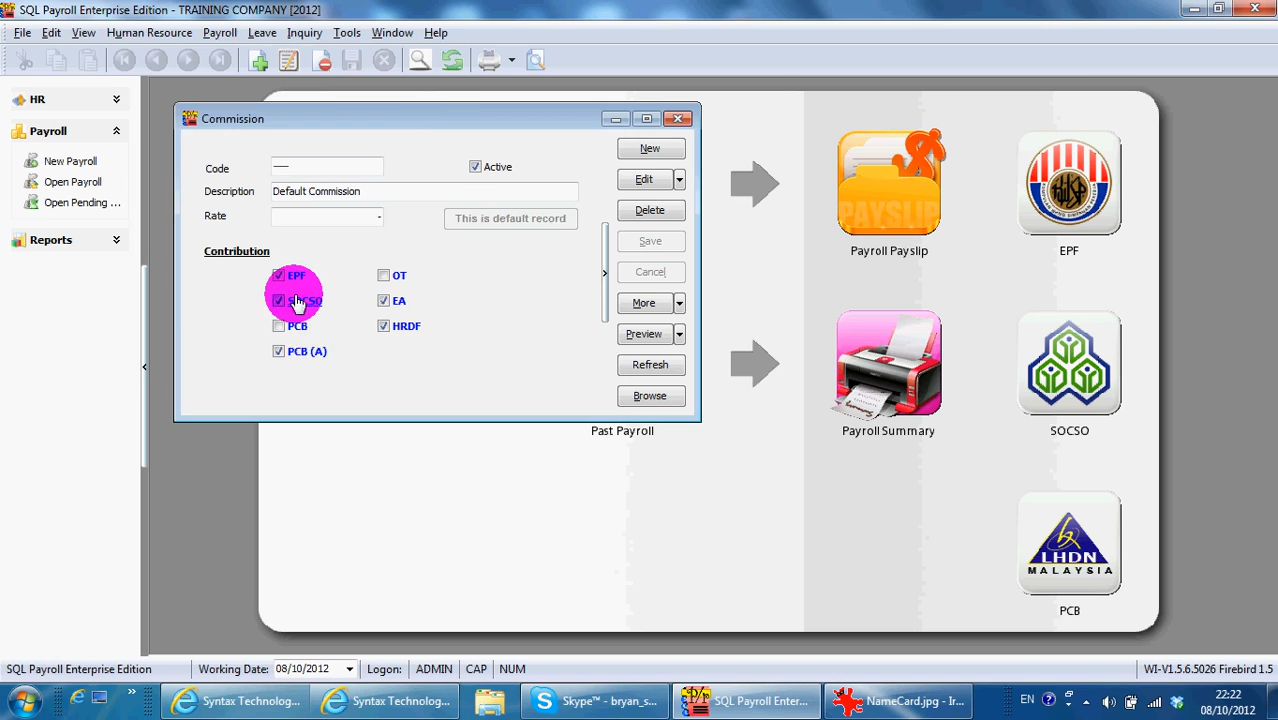 SQL Payroll Enterprise Edition - TRAINING COMPANY [2012]
File Edit View Human Resource Payroll Leave Inquiry Tools Window Help
HR
Payroll
New Payroll
Open Payroll
Open Pending ...
Reports
Commission
Code ----
Active
Description Default Commission
Rate
This is default record
Contribution
EPF OT
SOCSO EA
PCB HRDF
PCB (A)
New
Edit
Delete
Save
Cancel
More
Preview
Refresh
Browse
PAYSLIP
Payroll Payslip
EPF
Past Payroll
Payroll Summary
SOCSO
LHDN
MALAYSIA
PCB
SQL Payroll Enterprise Edition Working Date: 08/10/2012 Logon: ADMIN CAP NUM WI-V1.5.6.5026 Firebird 1.5
Syntax Technolog... Syntax Technolog... Skype™ - bryan_s... SQL Payroll Enter... NameCard.jpg - Ir... EN 22:22
08/10/2012